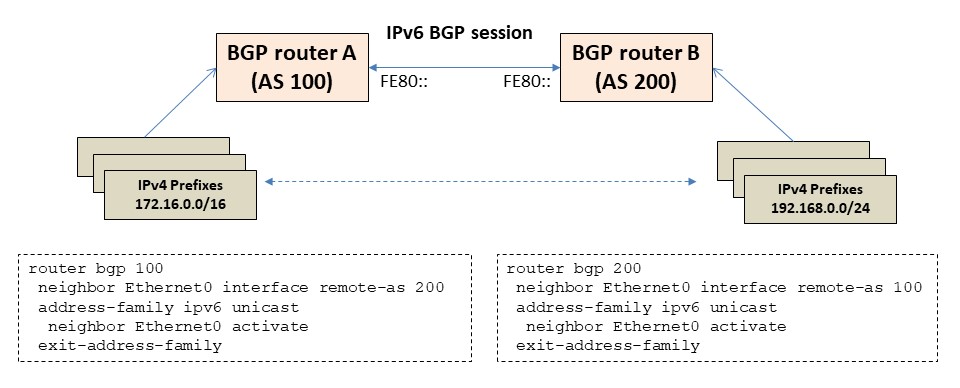 IPv6 BGP session
BGP router A
(AS 100)
BGP router B
(AS 200)
FE80::
FE80::
IPv4 Prefixes
172.16.0.0/16
IPv4 Prefixes
192.168.0.0/24
router bgp 100
neighbor Ethernet0 interface remote-as 200
address-family ipv6 unicast
neighbor Ethernet0 activate
exit-address-family
router bgp 200
neighbor Ethernet0 interface remote-as 100
address-family ipv6 unicast
neighbor Ethernet0 activate
exit-address-family